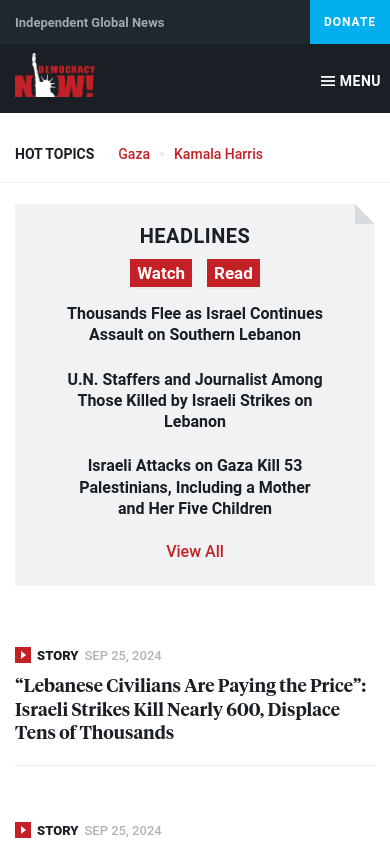 Independent Global News
DONATE
DEMOCRACY
NOW!
MENU
HOT TOPICS
Gaza
Kamala Harris
HEADLINES
Watch
Read
Thousands Flee as Israel Continues
Assault on Southern Lebanon
U.N. Staffers and Journalist Among
Those Killed by Israeli Strikes on
Lebanon
Israeli Attacks on Gaza Kill 53
Palestinians, Including a Mother
and Her Five Children
View All
STORY SEP 25, 2024
“Lebanese Civilians Are Paying the Price”:
Israeli Strikes Kill Nearly 600, Displace
Tens of Thousands
STORY SEP 25, 2024